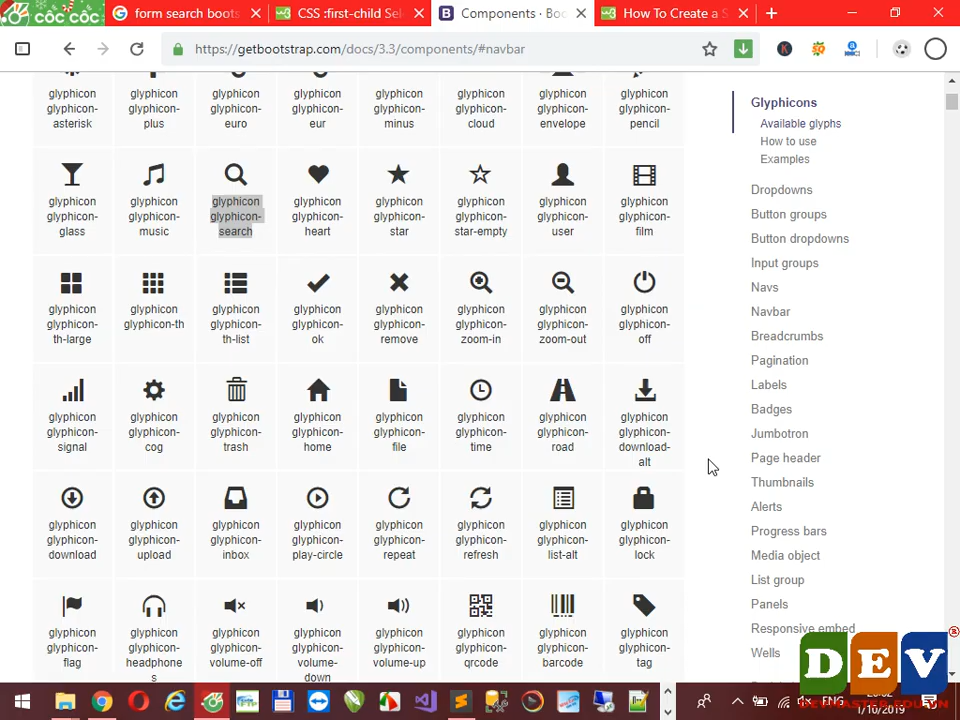 CỐC CỐC
form search boots
CSS :first-child Sel
B
Components · Boo
How To Create a S
https://getbootstrap.com/docs/3.3/components/#navbar
glyphicon glyphicon glyphicon glyphicon glyphicon glyphicon glyphicon glyphicon
glyphicon- glyphicon- glyphicon- glyphicon- glyphicon- glyphicon- glyphicon- glyphicon-
asterisk plus euro eur minus cloud envelope pencil
glyphicon glyphicon glyphicon glyphicon glyphicon glyphicon glyphicon glyphicon
glyphicon- glyphicon- glyphicon- glyphicon- glyphicon- glyphicon- glyphicon- glyphicon-
glass music search heart star star-empty user film
glyphicon glyphicon glyphicon glyphicon glyphicon glyphicon glyphicon glyphicon
glyphicon- glyphicon-th glyphicon- glyphicon- glyphicon- glyphicon- glyphicon- glyphicon-
th-large th-list ok remove zoom-in zoom-out off
glyphicon glyphicon glyphicon glyphicon glyphicon glyphicon glyphicon glyphicon
glyphicon- glyphicon- glyphicon- glyphicon- glyphicon- glyphicon- glyphicon- glyphicon-
signal cog trash home file time road download-
alt
glyphicon glyphicon glyphicon glyphicon glyphicon glyphicon glyphicon glyphicon
glyphicon- glyphicon- glyphicon- glyphicon- glyphicon- glyphicon- glyphicon- glyphicon-
download upload inbox play-circle repeat refresh list-alt lock
glyphicon glyphicon glyphicon glyphicon glyphicon glyphicon glyphicon glyphicon
glyphicon- glyphicon- glyphicon- glyphicon- glyphicon- glyphicon- glyphicon- glyphicon-
flag headphone volume-off volume- volume-up qrcode barcode tag
s down
Glyphicons
Available glyphs
How to use
Examples
Dropdowns
Button groups
Button dropdowns
Input groups
Navs
Navbar
Breadcrumbs
Pagination
Labels
Badges
Jumbotron
Page header
Thumbnails
Alerts
Progress bars
Media object
List group
Panels
Responsive embed
Wells
DEV®
DEVMASTER.EDU.VN
1/10/2019